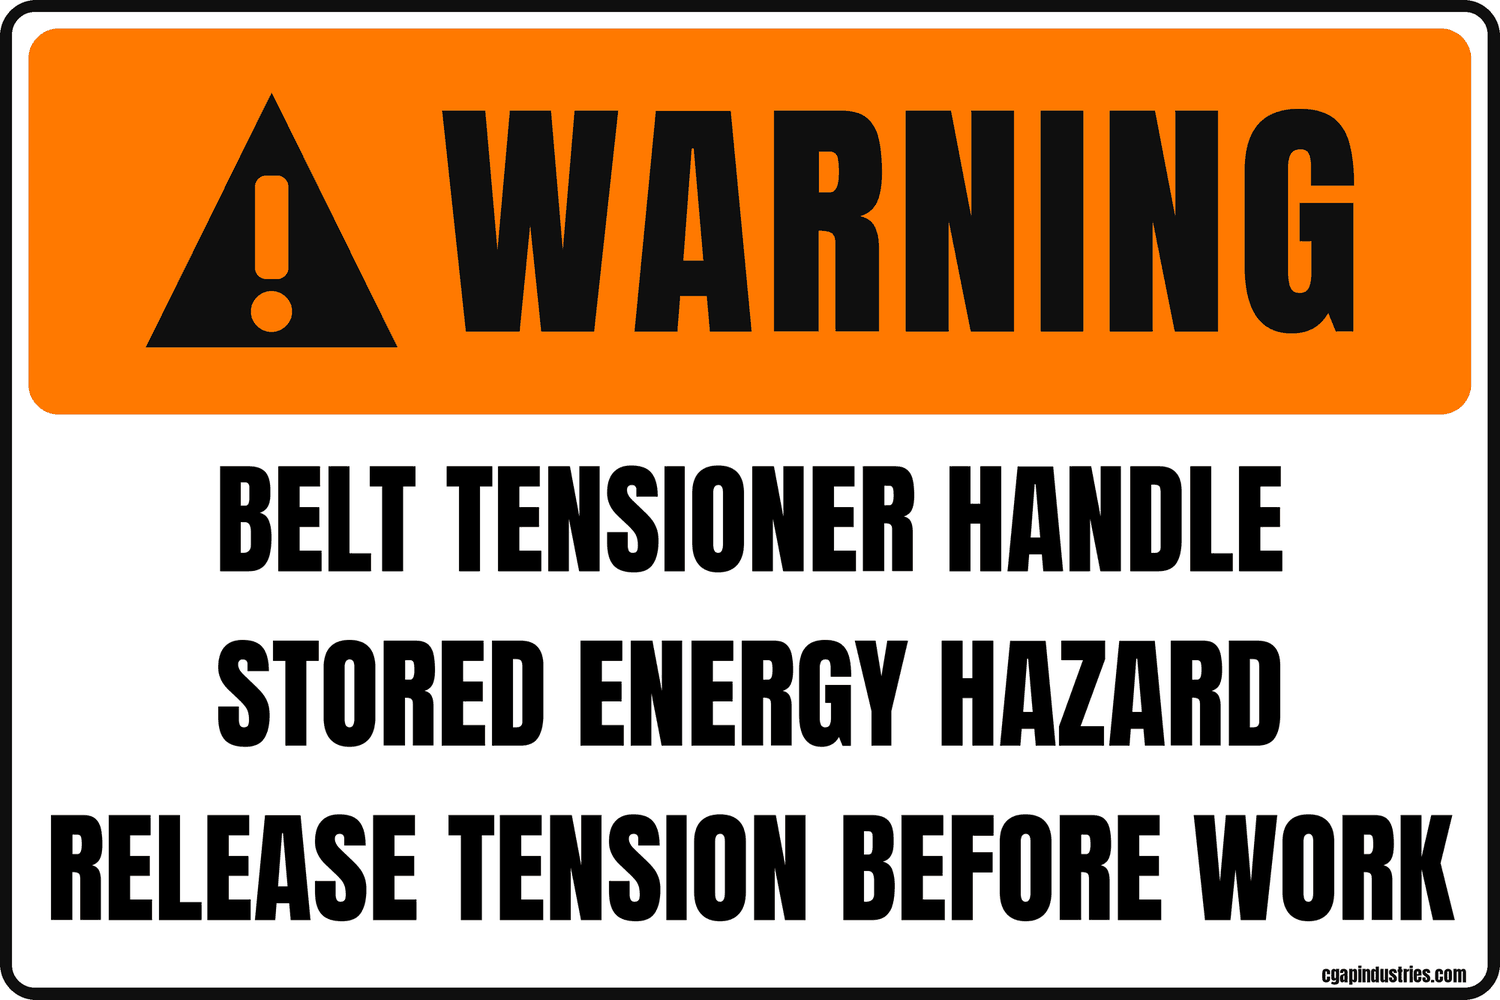 WARNING
BELT TENSIONER HANDLE
STORED ENERGY HAZARD
RELEASE TENSION BEFORE WORK
cgapindustries.com